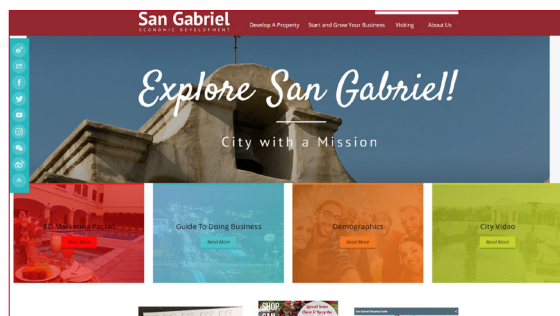 San Gabriel
ECONOMIC DEVELOPMENT
Develop A Property Start and Grow Your Business Visiting About Us
Explore San Gabriel!
City with a Mission
ED Marketing Packet Guide To Doing Business Demographics City Video
Read More Read More Read More Read More
SHOP